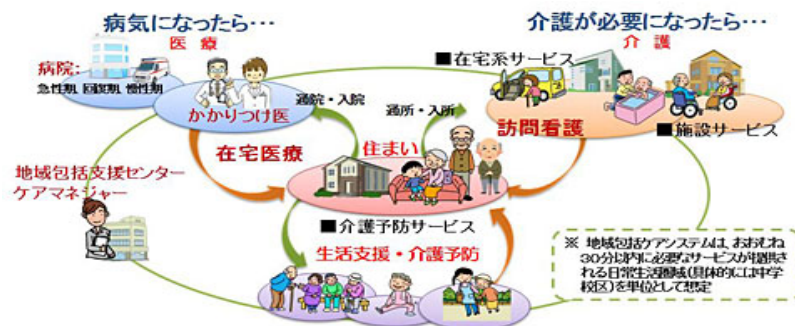 病気になったら…
医療
病院:
急性期 回復期 慢性期
かかりつけ医
介護が必要になったら…
介護
■在宅系サービス
通院・入院
通所・入所
訪問看護
■施設サービス
在宅医療
住まい
地域包括支援センター
ケアマネジャー
■介護予防サービス
生活支援・介護予防
※ 地域包括ケアシステムは、おおむね
30分以内に必要なサービスが提供さ
れる日常生活圏域(具体的には中学
校区)を単位として想定